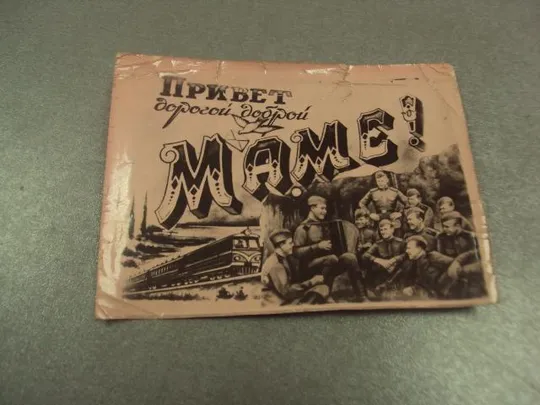 Привет
дорогой доброй
маме!